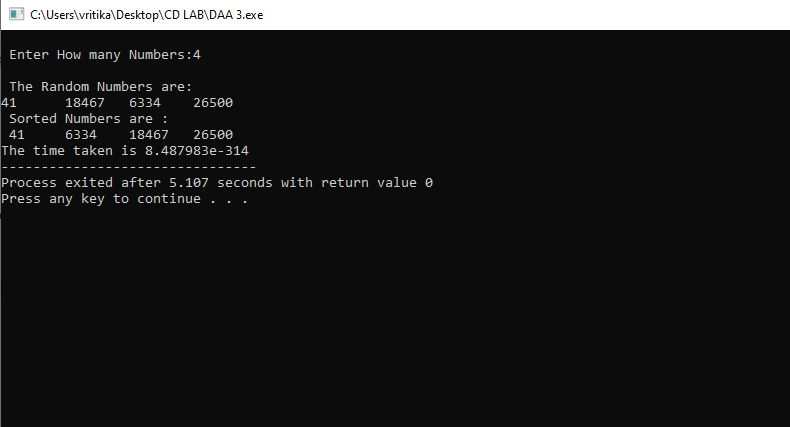 C:\Users\vritika\Desktop\CD LAB\DAA 3.exe
Enter How many Numbers:4
The Random Numbers are:
41 18467 6334 26500
Sorted Numbers are :
41 6334 18467 26500
The time taken is 8.487983e-314
--------------------------------
Process exited after 5.107 seconds with return value 0
Press any key to continue . . .